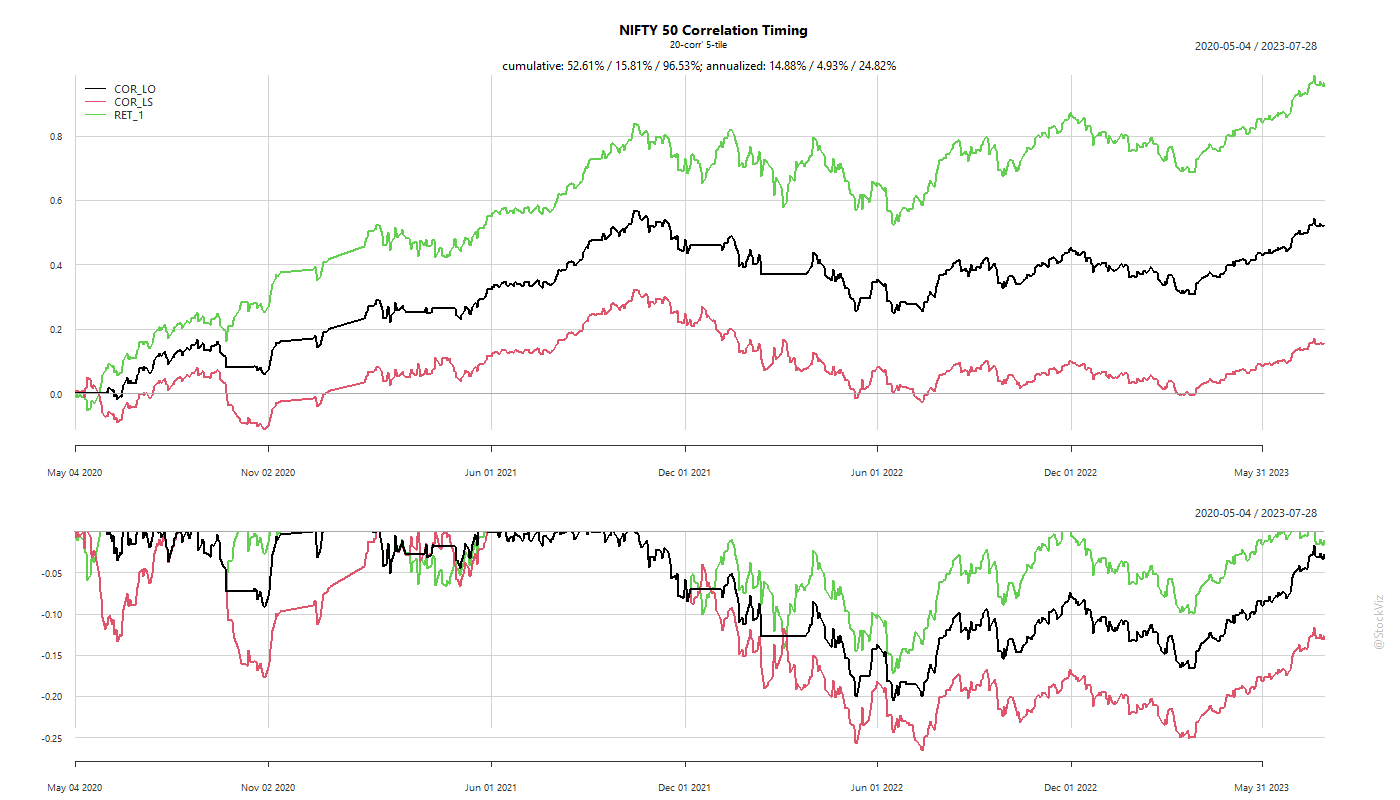 NIFTY 50 Correlation Timing
20-corr' 5-tile
2020-05-04 / 2023-07-28
cumulative: 52.61% / 15.81% / 96.53%; annualized: 14.88% / 4.93% / 24.82%
COR_LO
COR_LS
RET_1
0.8
0.6
0.4
0.2
0.0
May 04 2020 Nov 02 2020 Jun 01 2021 Dec 01 2021 Jun 01 2022 Dec 01 2022 May 31 2023
2020-05-04 / 2023-07-28
-0.05
-0.10
-0.15
-0.20
-0.25
May 04 2020 Nov 02 2020 Jun 01 2021 Dec 01 2021 Jun 01 2022 Dec 01 2022 May 31 2023
@StockViz